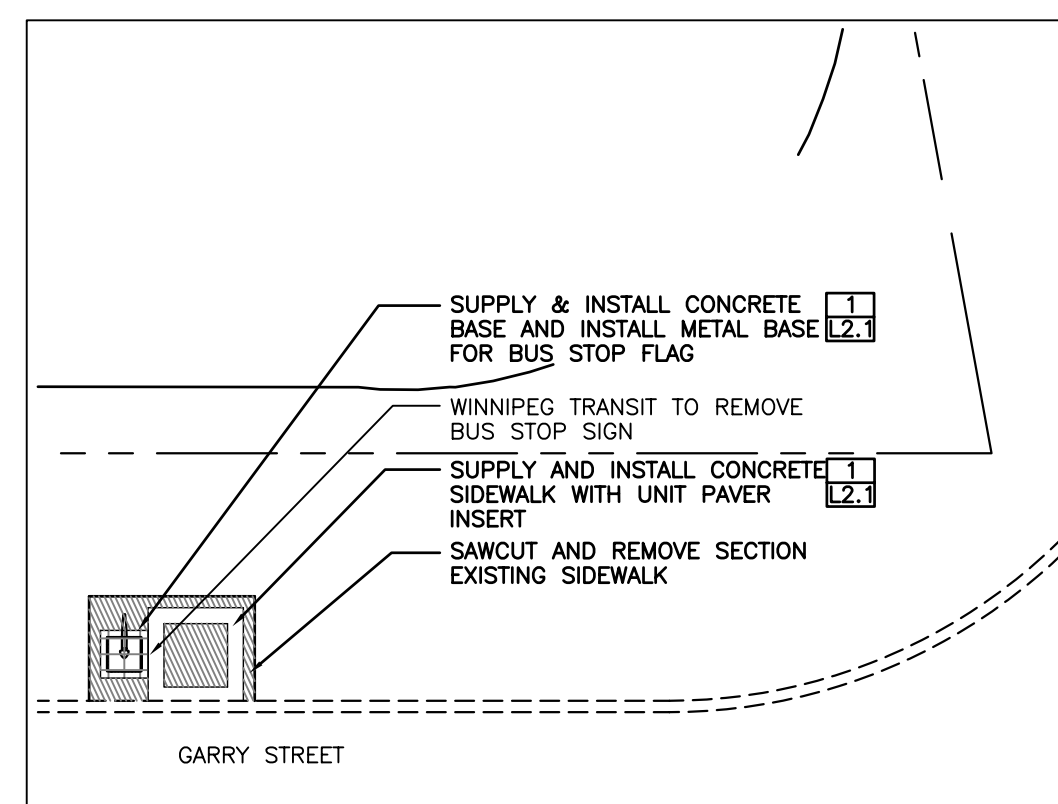 SUPPLY & INSTALL CONCRETE 1
BASE AND INSTALL METAL BASE L2.1
FOR BUS STOP FLAG
WINNIPEG TRANSIT TO REMOVE
BUS STOP SIGN
SUPPLY AND INSTALL CONCRETE 1
SIDEWALK WITH UNIT PAVER L2.1
INSERT
SAWCUT AND REMOVE SECTION
EXISTING SIDEWALK
GARRY STREET